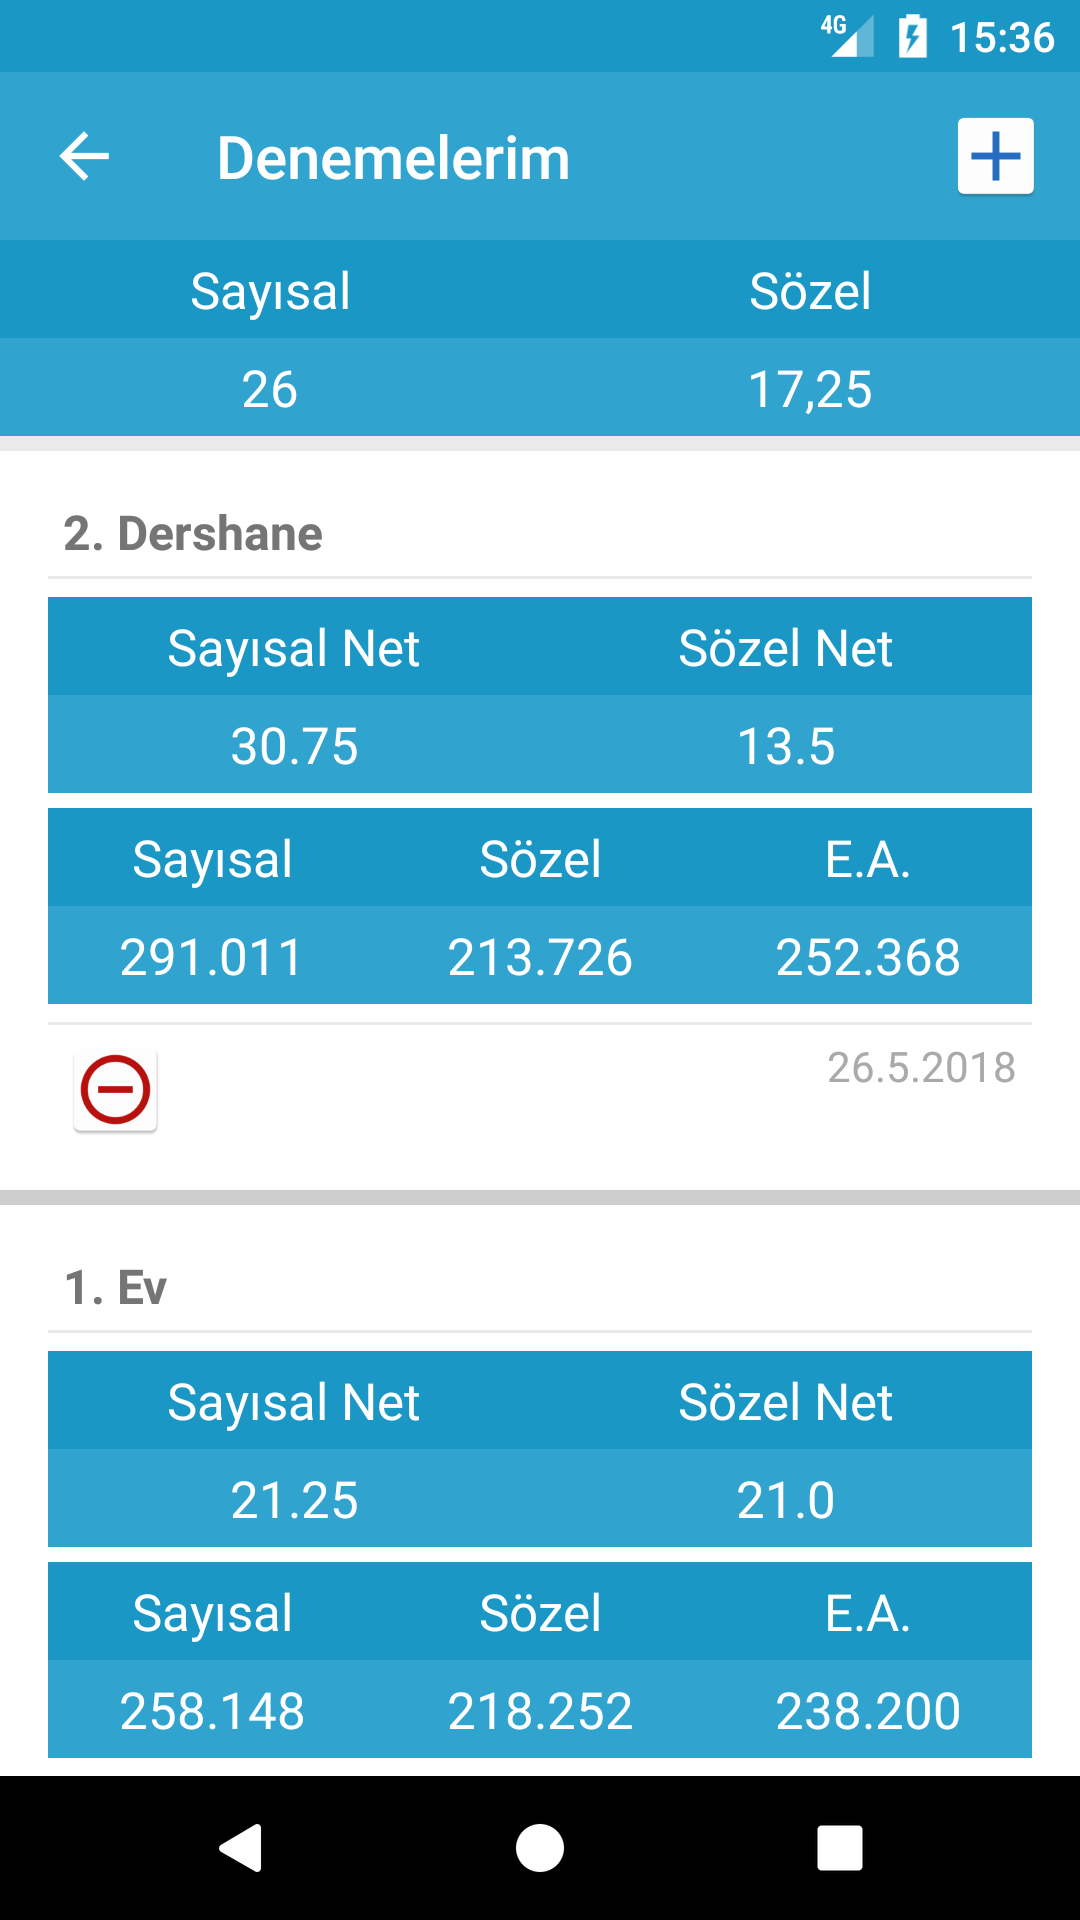 4G 15:36
Denemelerim
Sayısal Sözel
26 17,25
2. Dershane
Sayısal Net Sözel Net
30.75 13.5
Sayısal Sözel E.A.
291.011 213.726 252.368
26.5.2018
1. Ev
Sayısal Net Sözel Net
21.25 21.0
Sayısal Sözel E.A.
258.148 218.252 238.200